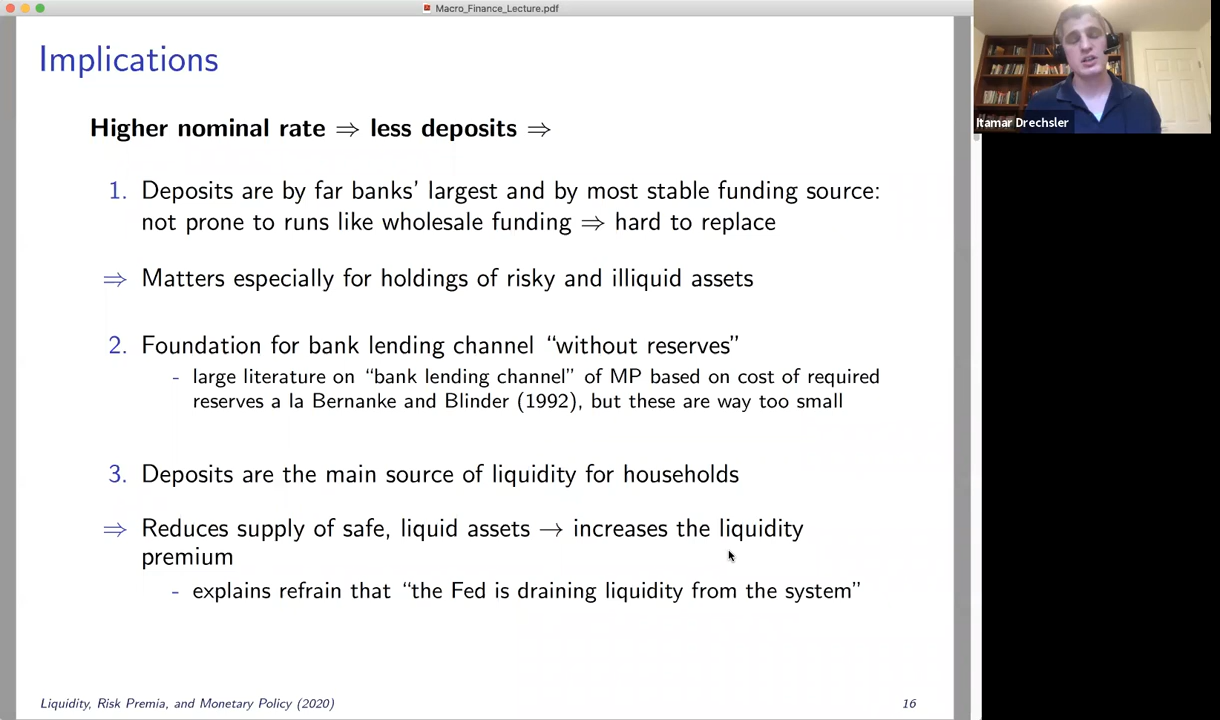 Macro_Finance_Lecture.pdf
Implications
Higher nominal rate ⇒ less deposits ⇒
1. Deposits are by far banks’ largest and by most stable funding source:
not prone to runs like wholesale funding ⇒ hard to replace
⇒ Matters especially for holdings of risky and illiquid assets
2. Foundation for bank lending channel “without reserves”
- large literature on “bank lending channel” of MP based on cost of required
reserves a la Bernanke and Blinder (1992), but these are way too small
3. Deposits are the main source of liquidity for households
⇒ Reduces supply of safe, liquid assets → increases the liquidity
premium
- explains refrain that “the Fed is draining liquidity from the system”
Liquidity, Risk Premia, and Monetary Policy (2020)
16
Itamar Drechsler